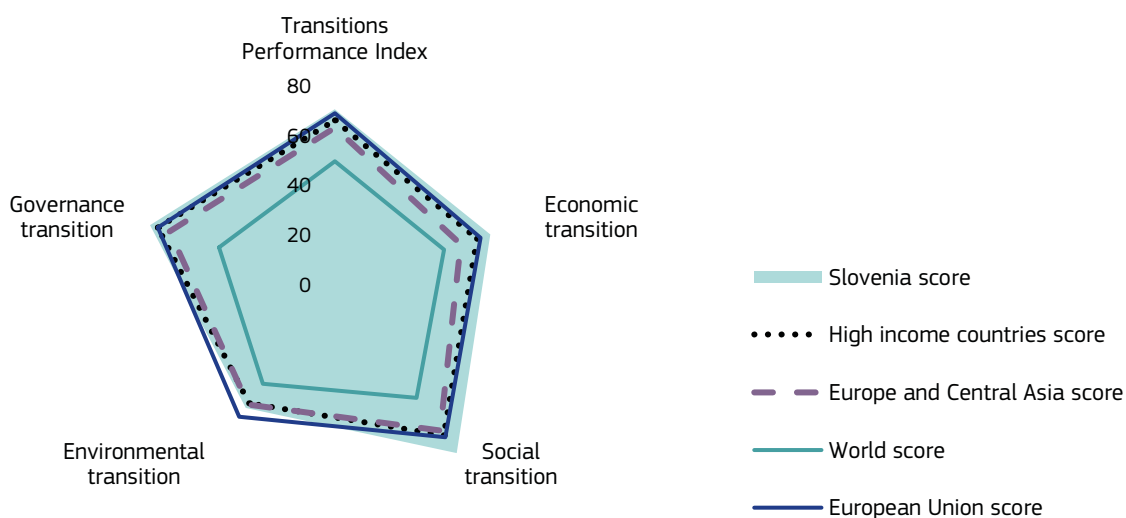 Transitions
Performance Index
80
60
40
20
0
Governance
transition
Economic
transition
Environmental
transition
Social
transition
Slovenia score
High income countries score
Europe and Central Asia score
World score
European Union score